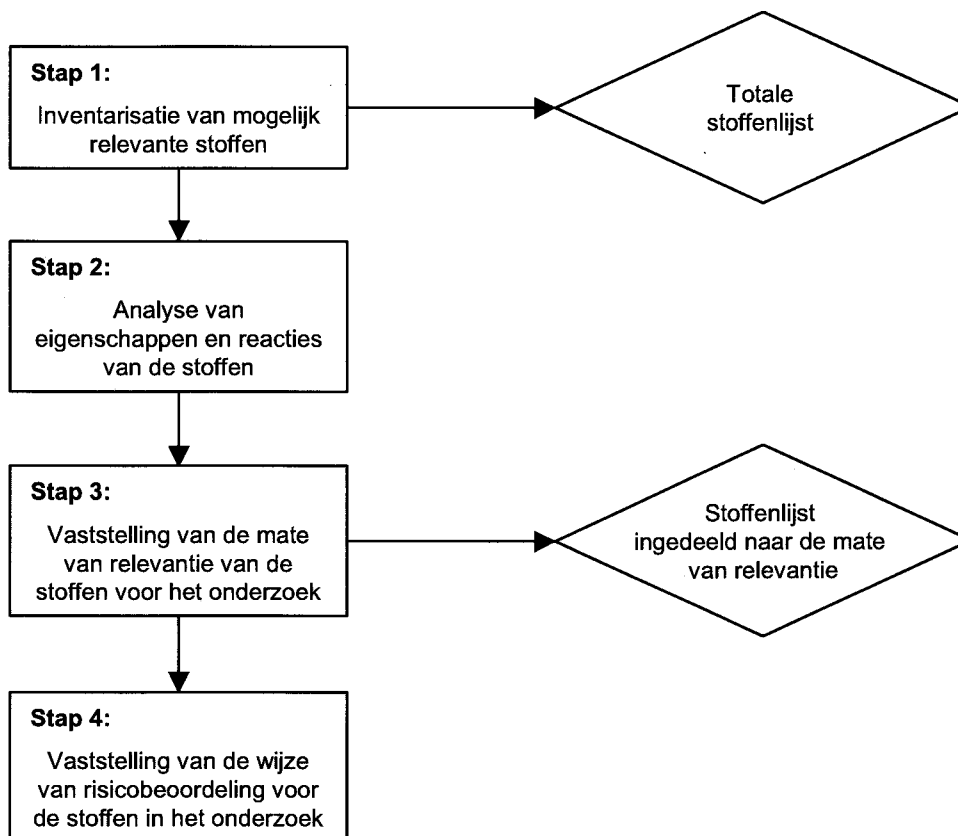 Stap 1:
Inventarisatie van mogelijk
relevante stoffen
Totale
stoffenlijst
Stap 2:
Analyse van
eigenschappen en reacties
van de stoffen
Stap 3:
Vaststelling van de mate
van relevantie van de
stoffen voor het onderzoek
Stoffenlijst
ingedeeld naar de mate
van relevantie
Stap 4:
Vaststelling van de wijze
van risicobeoordeling voor
de stoffen in het onderzoek